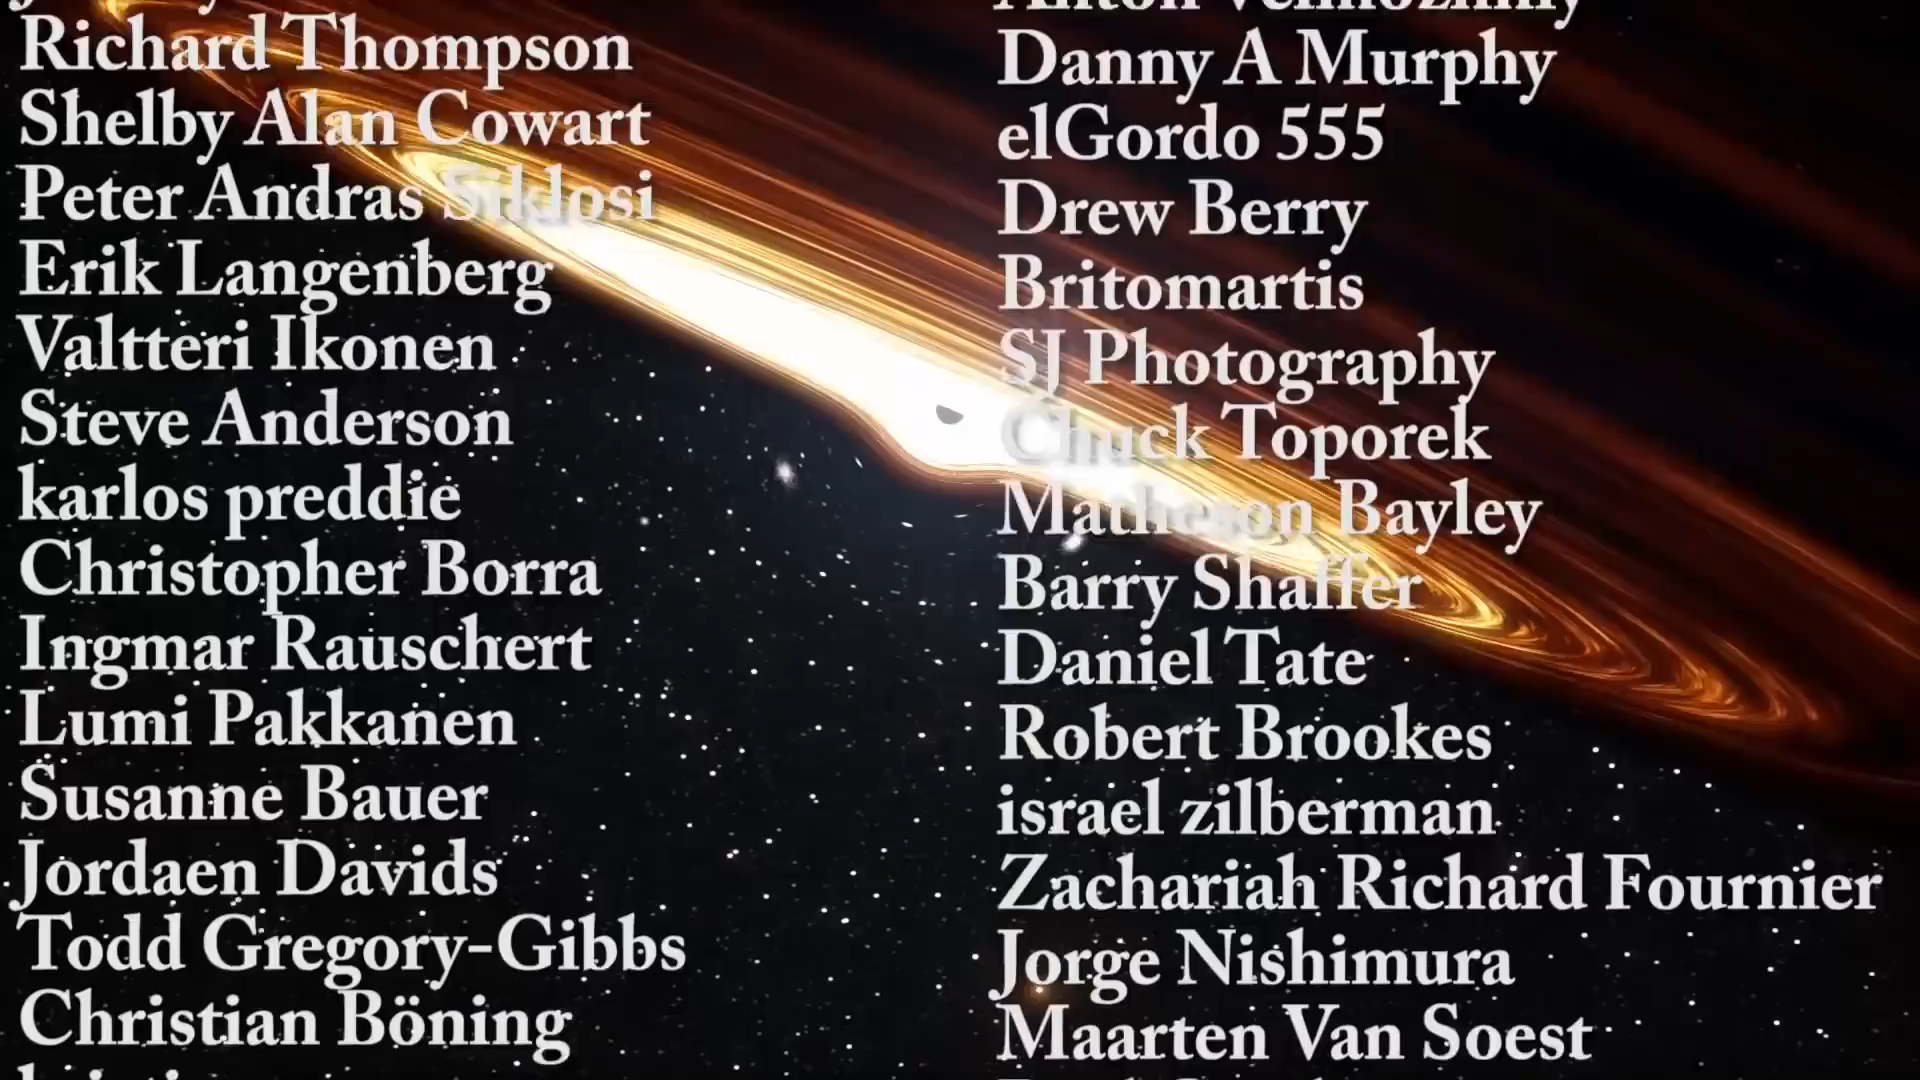 Richard Thompson
Shelby Alan Cowart
Peter Andras Siklosi
Erik Langenberg
Valtteri Ikonen
Steve Anderson
karlos preddie
Christopher Borra
Ingmar Rauschert
Lumi Pakkanen
Susanne Bauer
Jordaen Davids
Todd Gregory-Gibbs
Christian Böning
Danny A Murphy
elGordo 555
Drew Berry
Britomartis
SJ Photography
Chuck Toporek
Matheson Bayley
Barry Shaffer
Daniel Tate
Robert Brookes
israel zilberman
Zachariah Richard Fournier
Jorge Nishimura
Maarten Van Soest